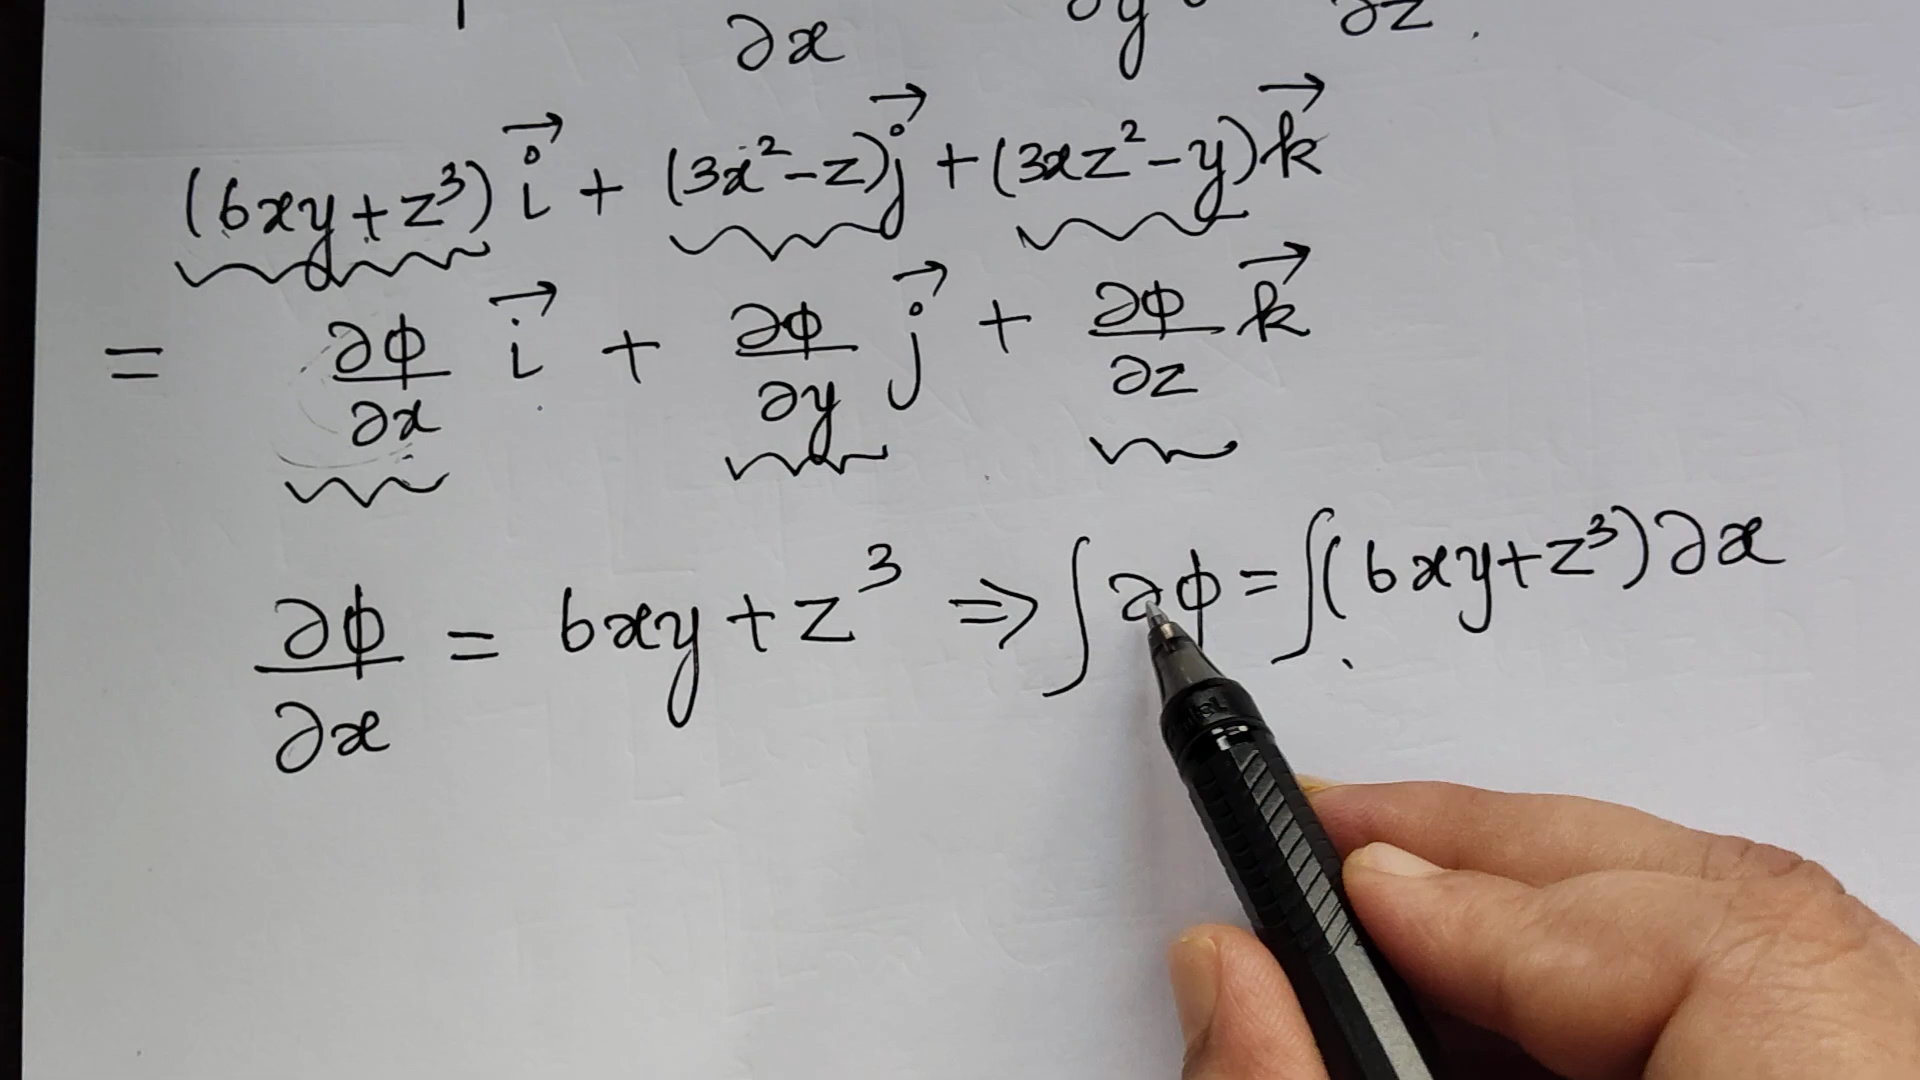 ∂x ∂y ∂z .
(6xy+z³) i⃗ + (3x²-z) j⃗ + (3xz²-y) k⃗
= ∂φ/∂x i⃗ + ∂φ/∂y j⃗ + ∂φ/∂z k⃗
∂φ/∂x = 6xy+z³ ⇒ ∫∂φ = ∫(6xy+z³)∂x